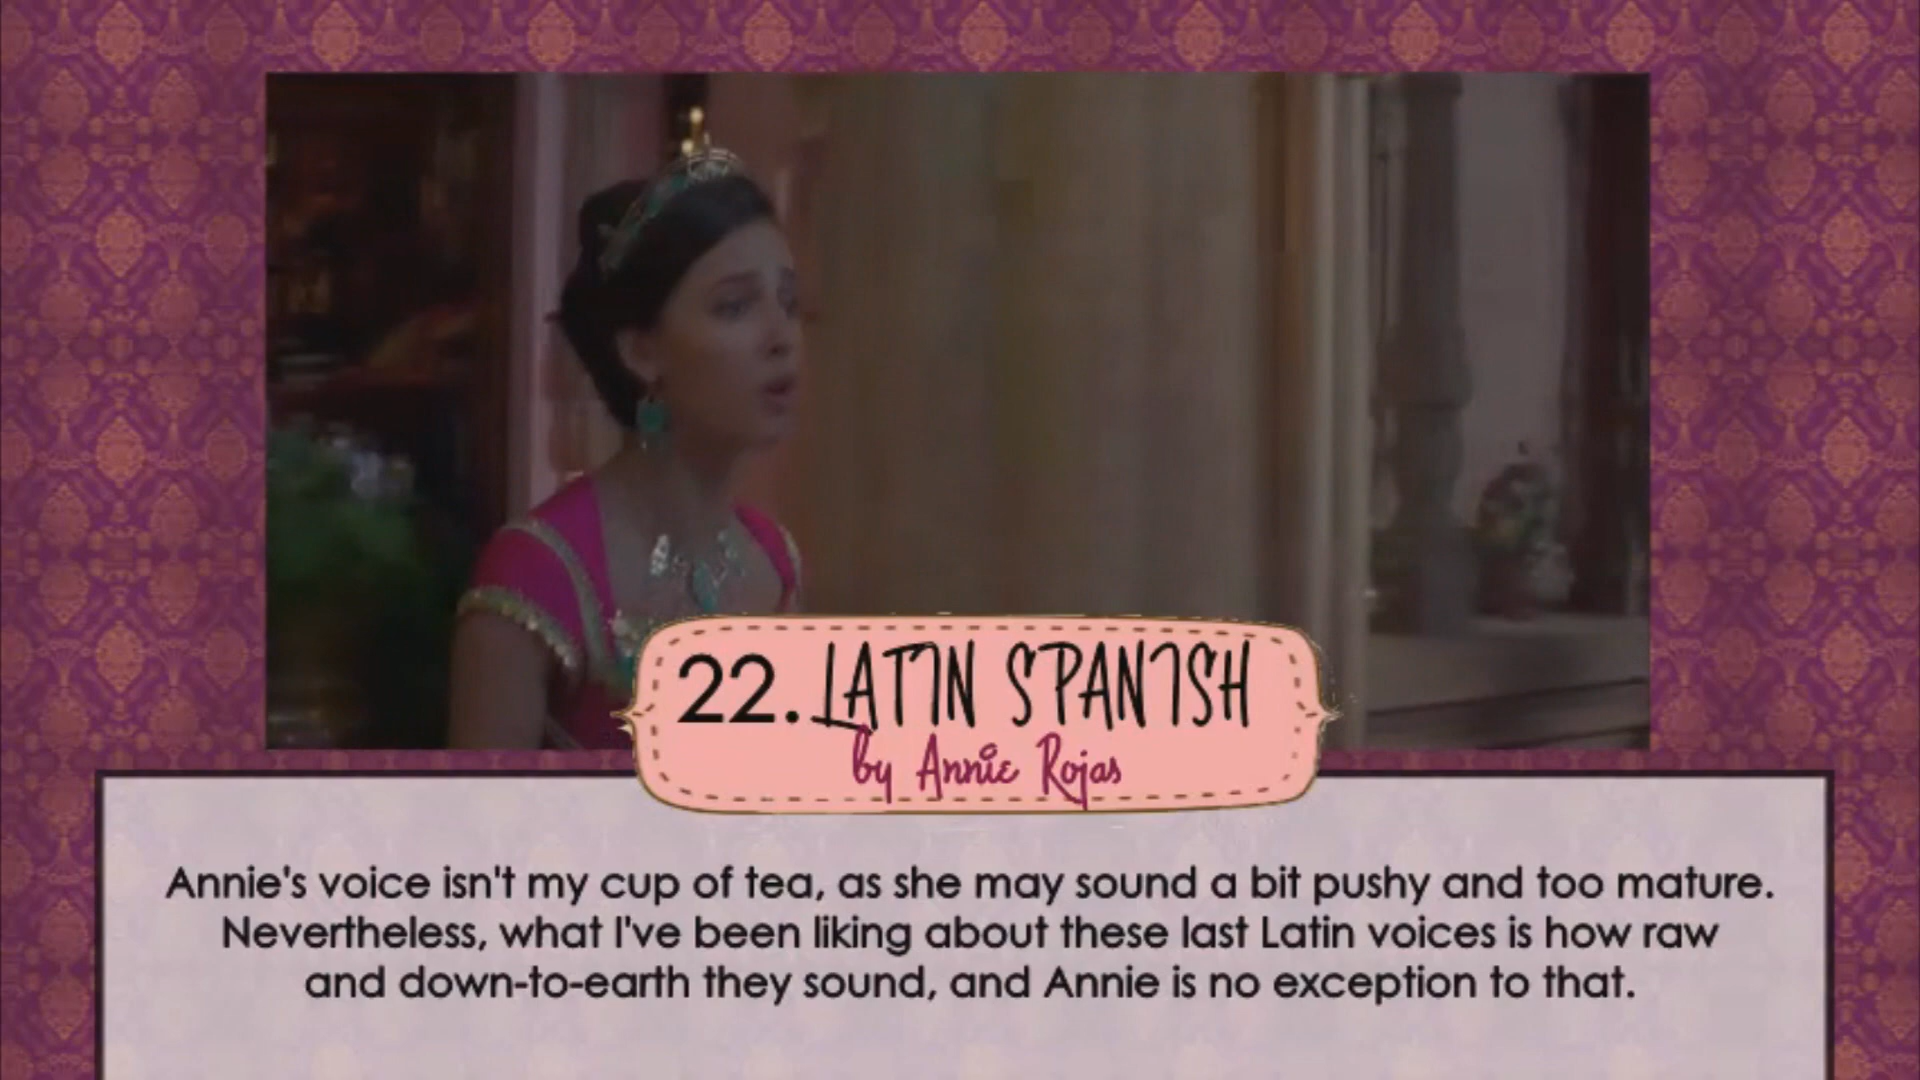 22. LATIN SPANISH
by Annie Rojas
Annie's voice isn't my cup of tea, as she may sound a bit pushy and too mature.
Nevertheless, what I've been liking about these last Latin voices is how raw
and down-to-earth they sound, and Annie is no exception to that.